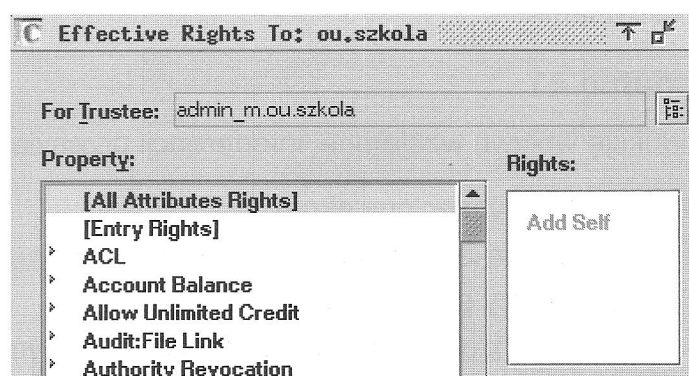 C Effective Rights To: ou.szkola
For Trustee: admin_m.ou.szkola
Property:
Rights:
[All Attributes Rights]
Add Self
[Entry Rights]
ACL
Account Balance
Allow Unlimited Credit
Audit:File Link
Authority Revocation